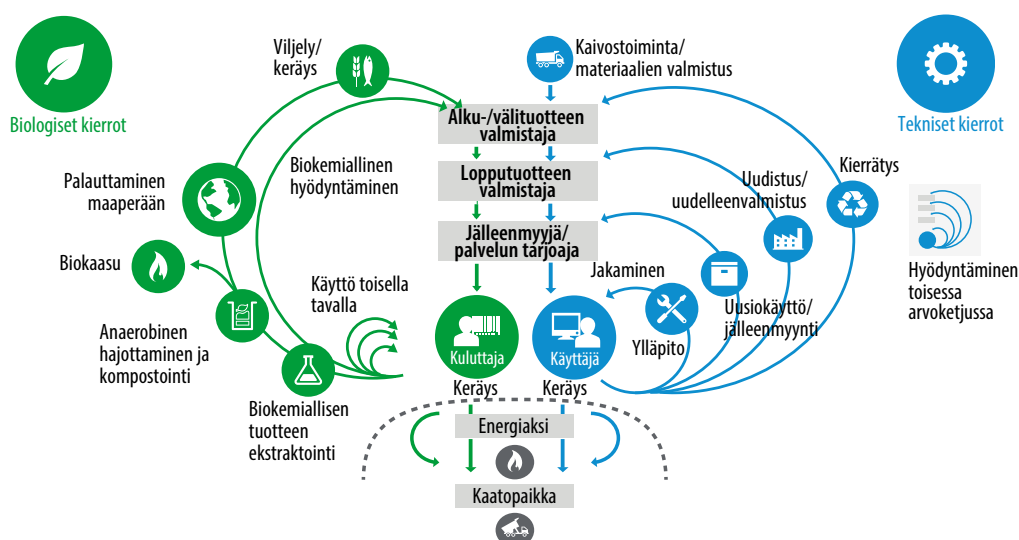 Biologiset kierrot
Viljely/
keräys
Kaivostoiminta/
materiaalien valmistus
Tekniset kierrot
Alku-/välituotteen
valmistaja
Lopputuotteen
valmistaja
Jälleenmyyjä/
palvelun tarjoaja
Biokemiallinen
hyödyntäminen
Palauttaminen
maaperään
Biokaasu
Käyttö toisella
tavalla
Anaerobinen
hajottaminen ja
kompostointi
Biokemiallisen
tuotteen
ekstraktointi
Kierrätys
Uudistus/
uudelleenvalmistus
Jakaminen
Uusiokäyttö/
jälleenmyynti
Ylläpito
Hyödyntäminen
toisessa
arvoketjussa
Kuluttaja
Käyttäjä
Keräys
Keräys
Energiaksi
Kaatopaikka